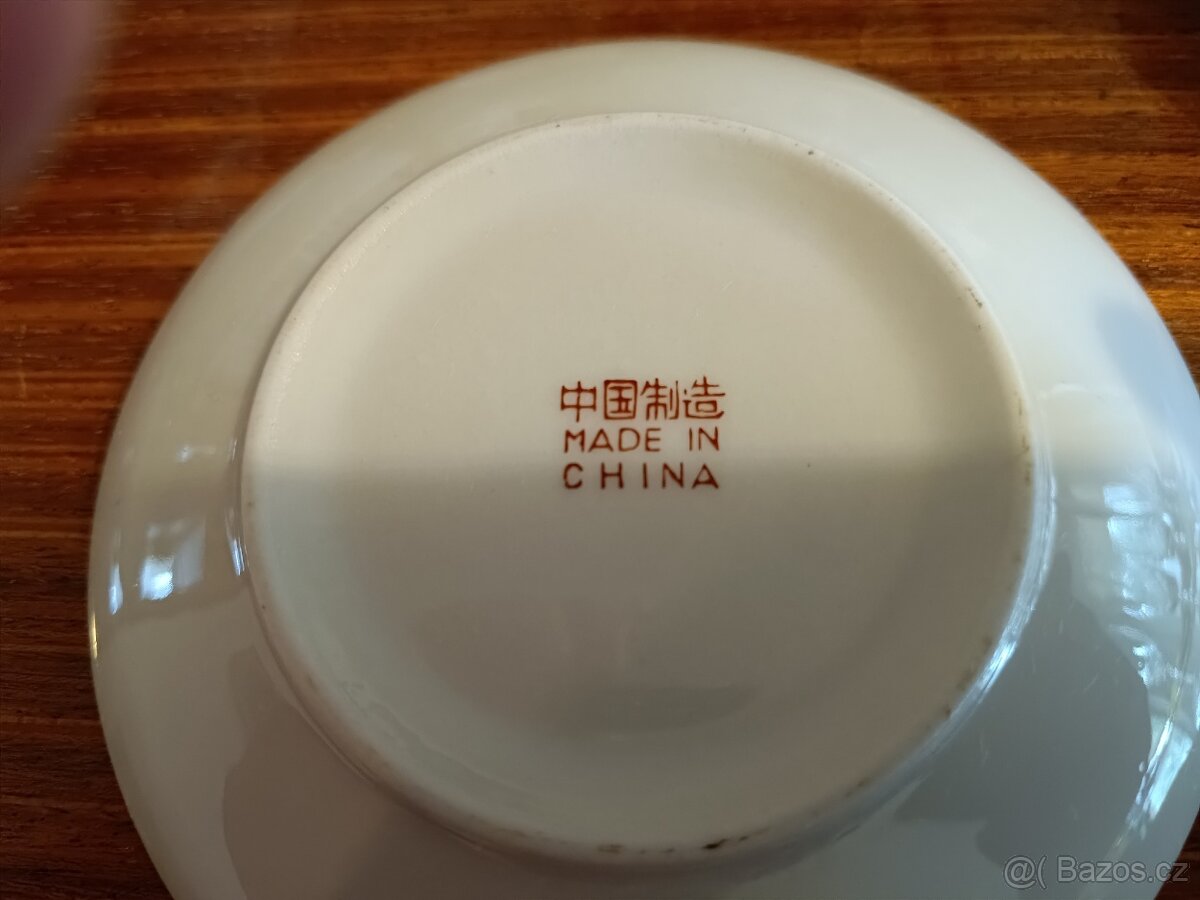 中国制造
MADE IN
CHINA
@( Bazos.cz